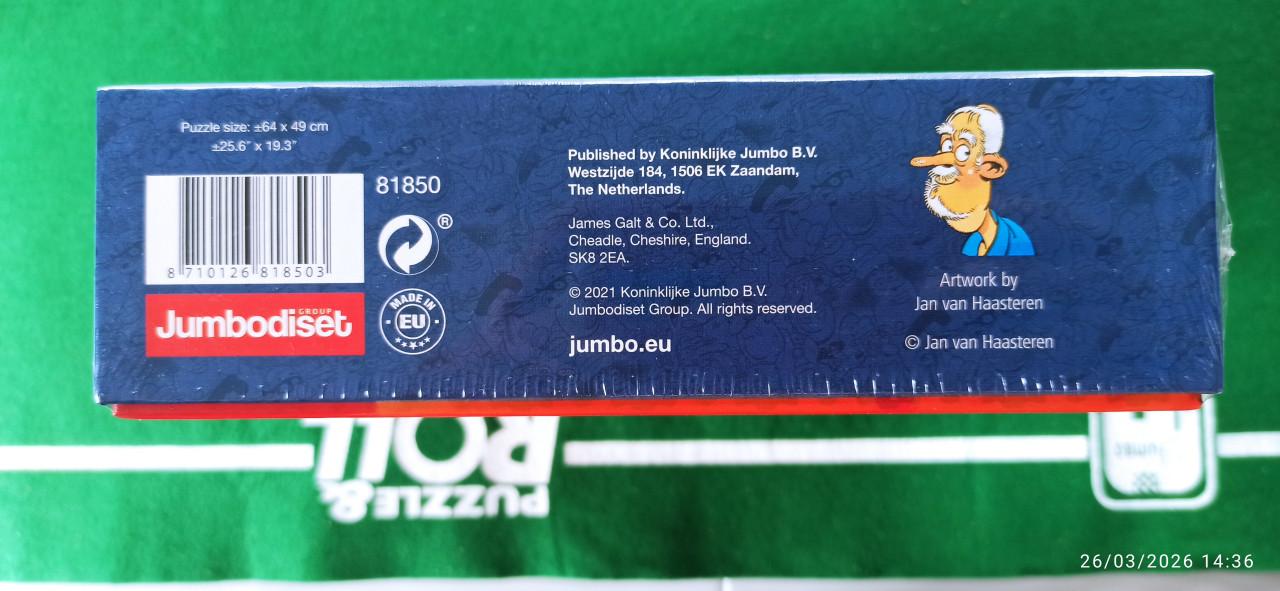 Puzzle size: ±64 x 49 cm
±25.6" x 19.3"
81850
®
8 710126 818503
GROUP
Jumbodiset
MADE IN
EU
Published by Koninklijke Jumbo B.V.
Westzijde 184, 1506 EK Zaandam,
The Netherlands.
James Galt & Co. Ltd.,
Cheadle, Cheshire, England.
SK8 2EA.
© 2021 Koninklijke Jumbo B.V.
Jumbodiset Group. All rights reserved.
jumbo.eu
Artwork by
Jan van Haasteren
© Jan van Haasteren
PUZZLE &
ROLL
Jumbo
26/03/2026 14:36